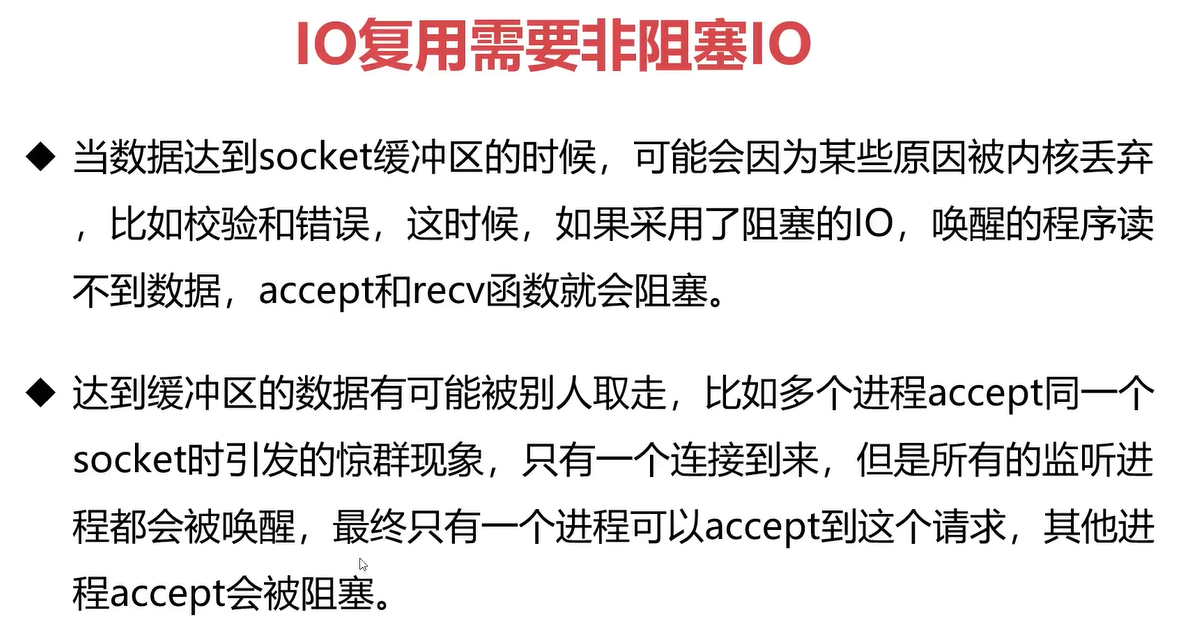 IO复用需要非阻塞IO
◆ 当数据达到socket缓冲区的时候，可能会因为某些原因被内核丢弃
，比如校验和错误，这时候，如果采用了阻塞的IO，唤醒的程序读
不到数据，accept和recv函数就会阻塞。
◆ 达到缓冲区的数据有可能被别人取走，比如多个进程accept同一个
socket时引发的惊群现象，只有一个连接到来，但是所有的监听进
程都会被唤醒，最终只有一个进程可以accept到这个请求，其他进
程accept会被阻塞。